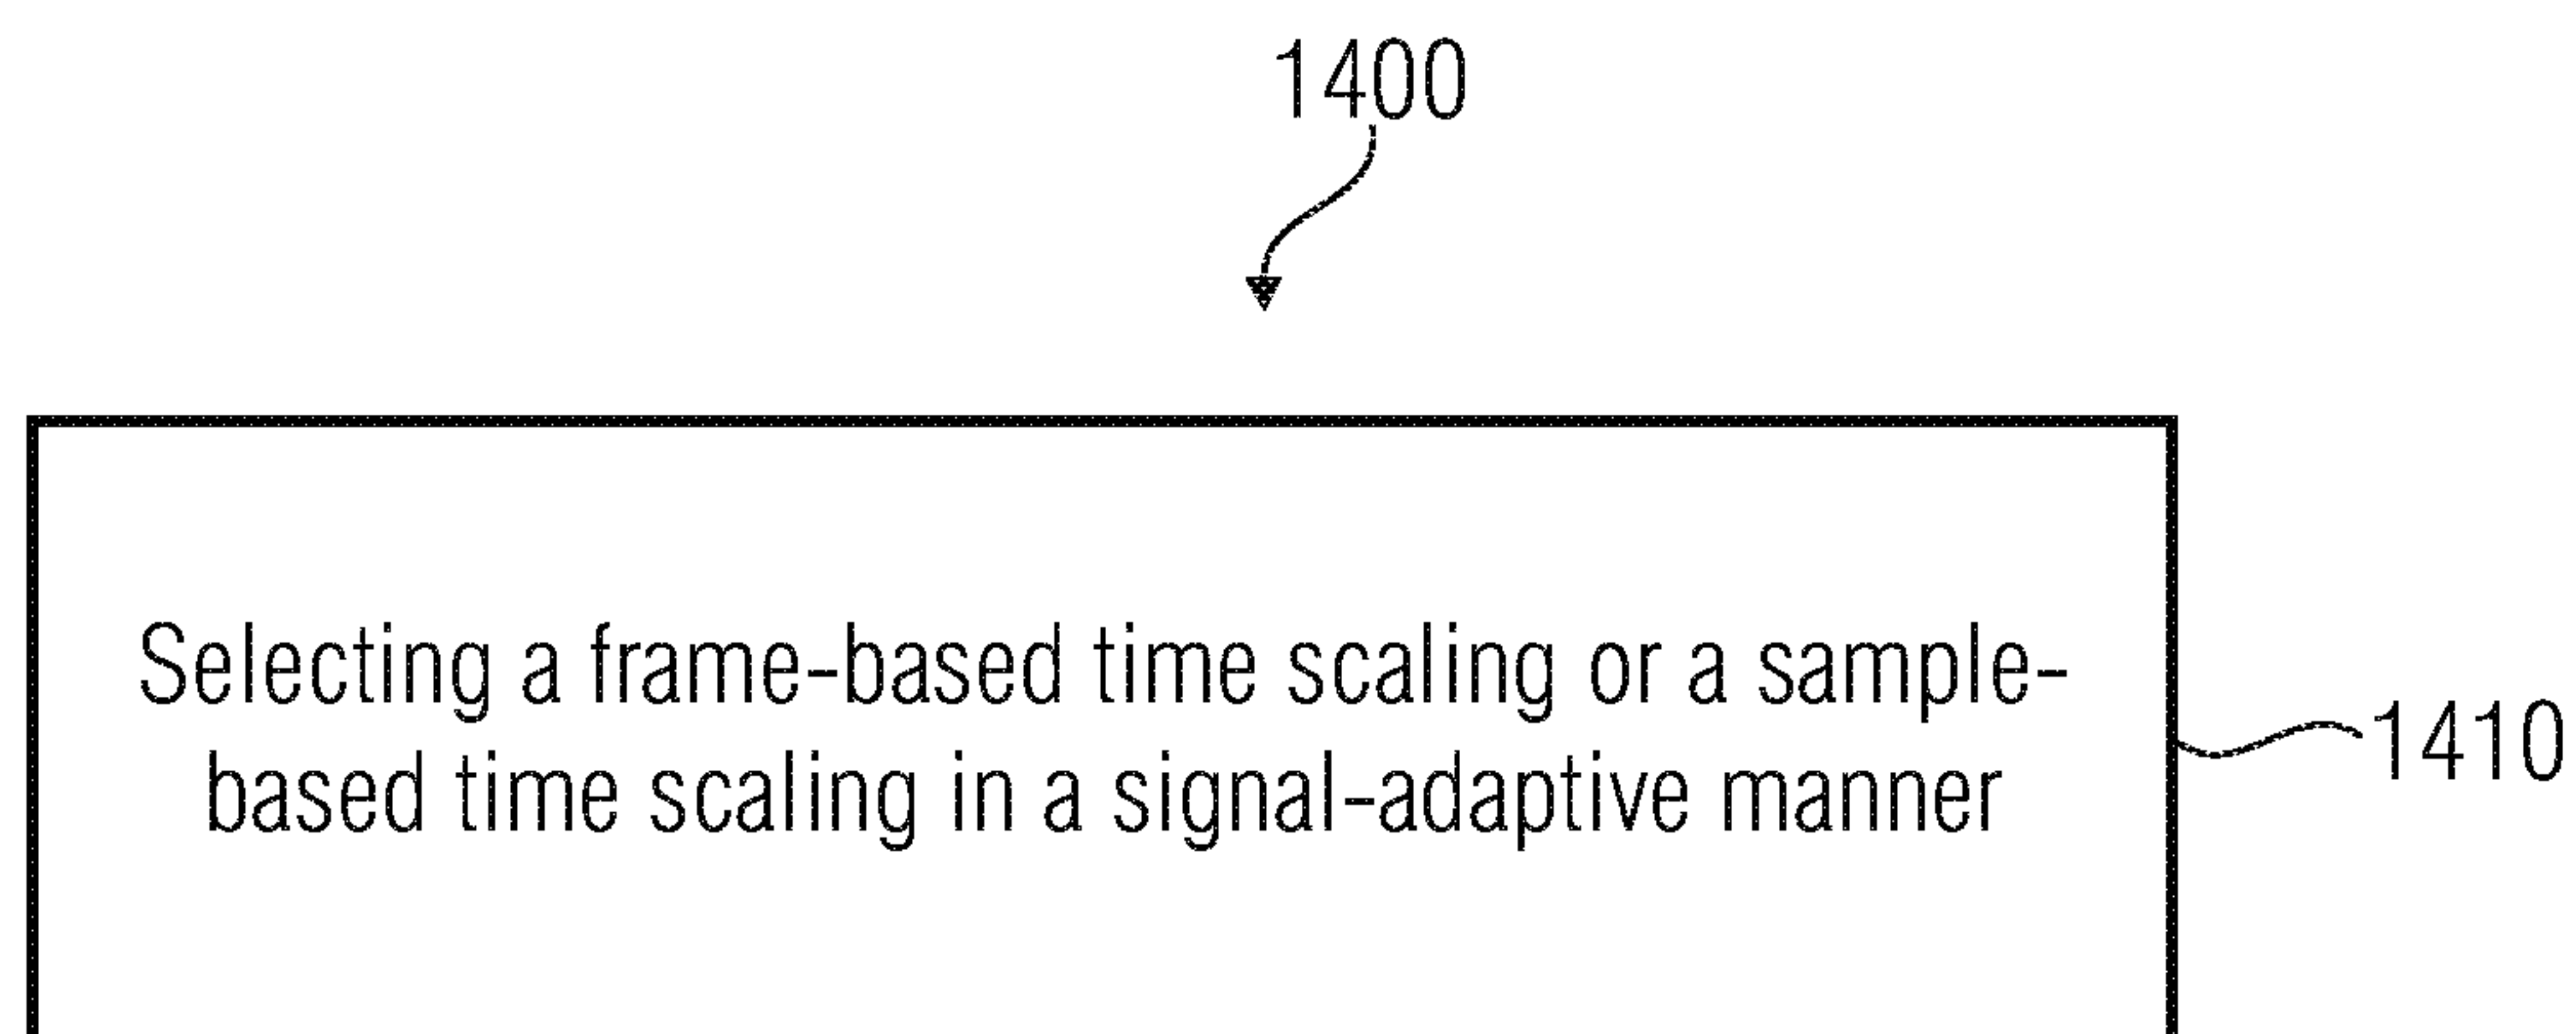 1400
Selecting a frame-based time scaling or a sample-
based time scaling in a signal-adaptive manner
1410